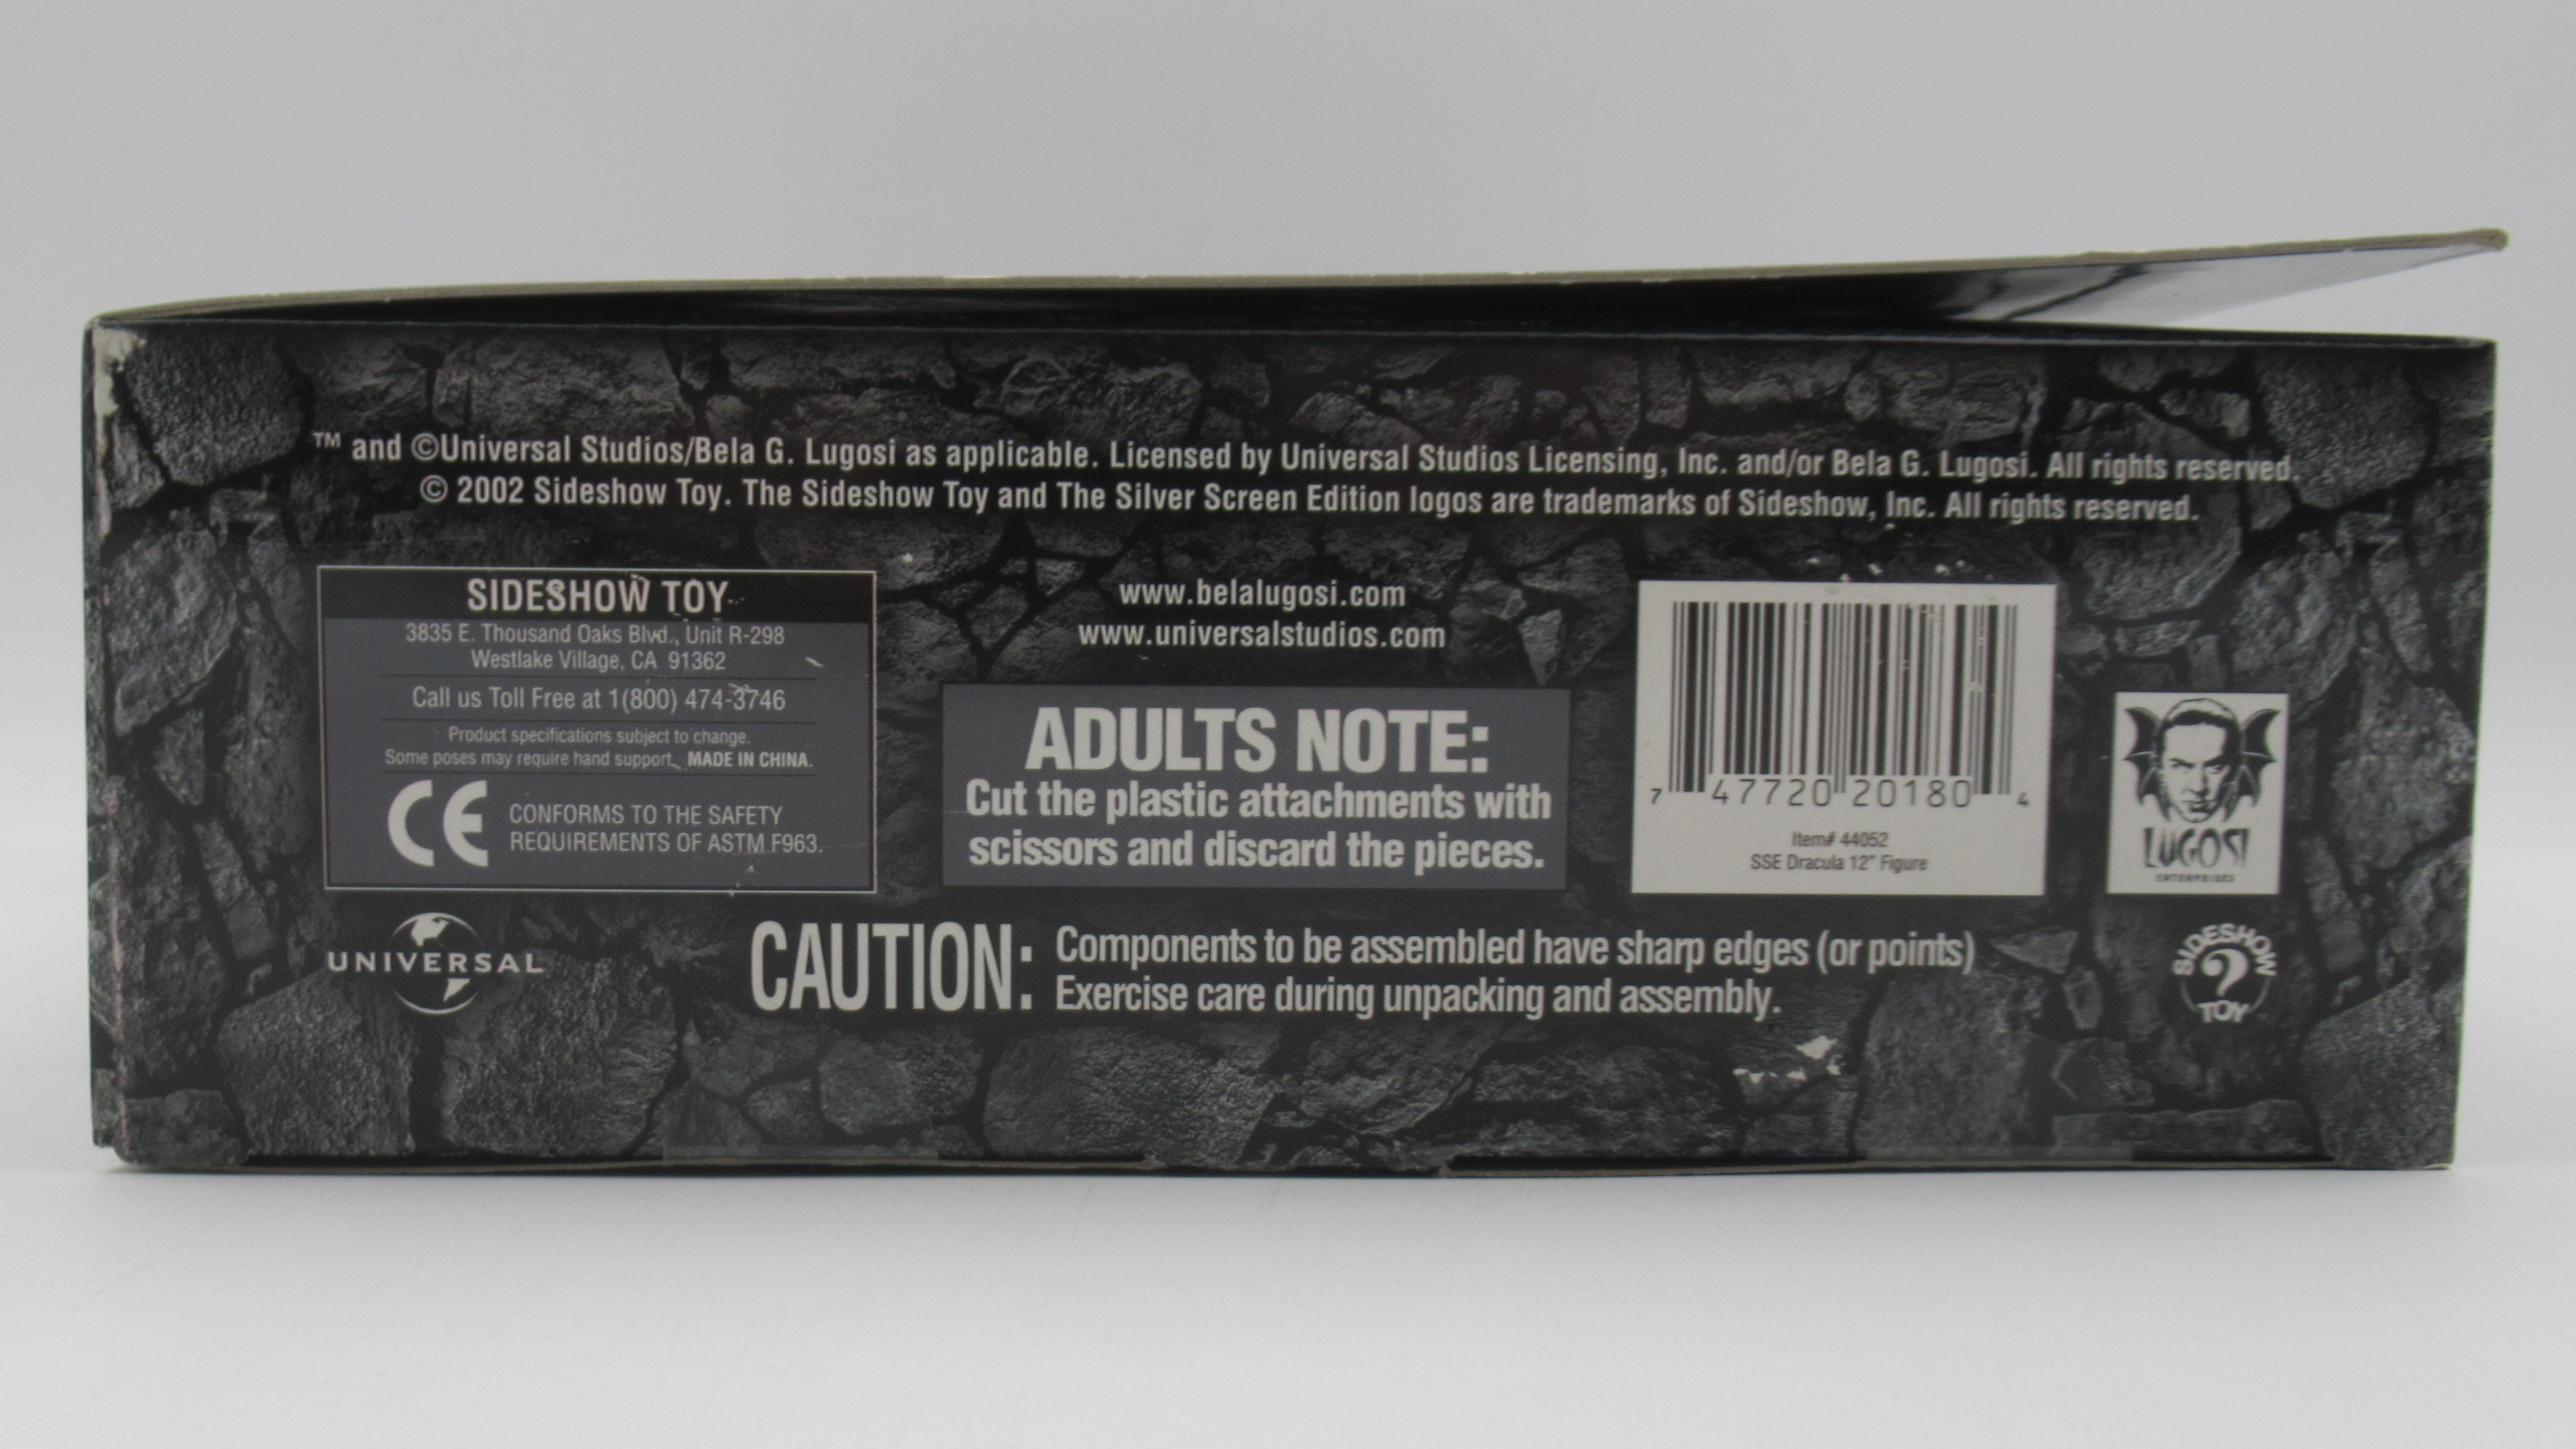 ™ and ©Universal Studios/Bela G. Lugosi as applicable. Licensed by Universal Studios Licensing, Inc. and/or Bela G. Lugosi. All rights reserved.
© 2002 Sideshow Toy. The Sideshow Toy and The Silver Screen Edition logos are trademarks of Sideshow, Inc. All rights reserved.
SIDESHOW TOY
3835 E. Thousand Oaks Blvd., Unit R-298
Westlake Village, CA 91362
Call us Toll Free at 1(800) 474-3746
Product specifications subject to change.
Some poses may require hand support. MADE IN CHINA.
CE
CONFORMS TO THE SAFETY
REQUIREMENTS OF ASTM F963.
www.belalugosi.com
www.universalstudios.com
ADULTS NOTE:
Cut the plastic attachments with
scissors and discard the pieces.
7 47720 20180 4
Item# 44052
SSE Dracula 12" Figure
LUGOSI
ENTERPRISES
UNIVERSAL
CAUTION: Components to be assembled have sharp edges (or points)
Exercise care during unpacking and assembly.
SIDESHOW
?
TOY